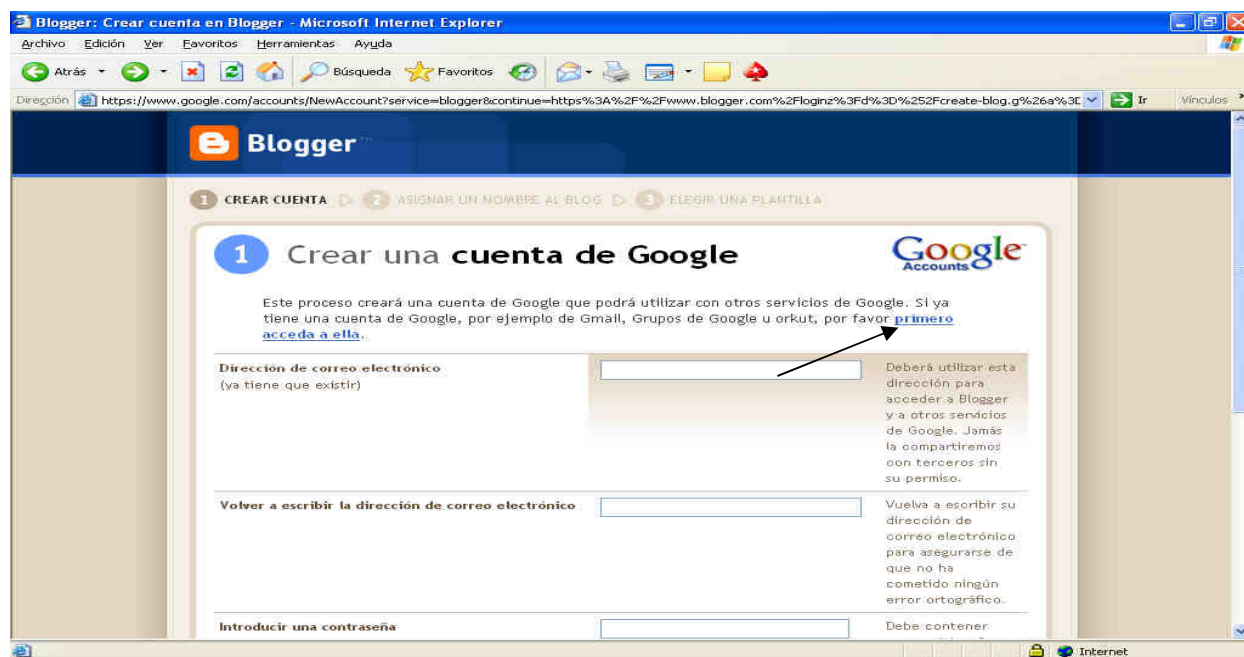 Blogger: Crear cuenta en Blogger - Microsoft Internet Explorer
Archivo Edición Ver Favoritos Herramientas Ayuda
Atrás Búsqueda Favoritos
Dirección https://www.google.com/accounts/NewAccount?service=blogger&continue=https%3A%2F%2Fwww.blogger.com%2Floginz%3Fd%3D%252Fcreate-blog.g%26a%3D Ir Vínculos
Blogger™
1 CREAR CUENTA 2 ASIGNAR UN NOMBRE AL BLOG 3 ELEGIR UNA PLANTILLA
1 Crear una cuenta de Google
Google
Accounts
Este proceso creará una cuenta de Google que podrá utilizar con otros servicios de Google. Si ya
tiene una cuenta de Google, por ejemplo de Gmail, Grupos de Google u orkut, por favor primero
acceda a ella.
Dirección de correo electrónico
(ya tiene que existir)
Deberá utilizar esta
dirección para
acceder a Blogger
y a otros servicios
de Google. Jamás
la compartiremos
con terceros sin
su permiso.
Volver a escribir la dirección de correo electrónico
Vuelva a escribir su
dirección de
correo electrónico
para asegurarse de
que no ha
cometido ningún
error ortográfico.
Introducir una contraseña
Debe contener
Internet